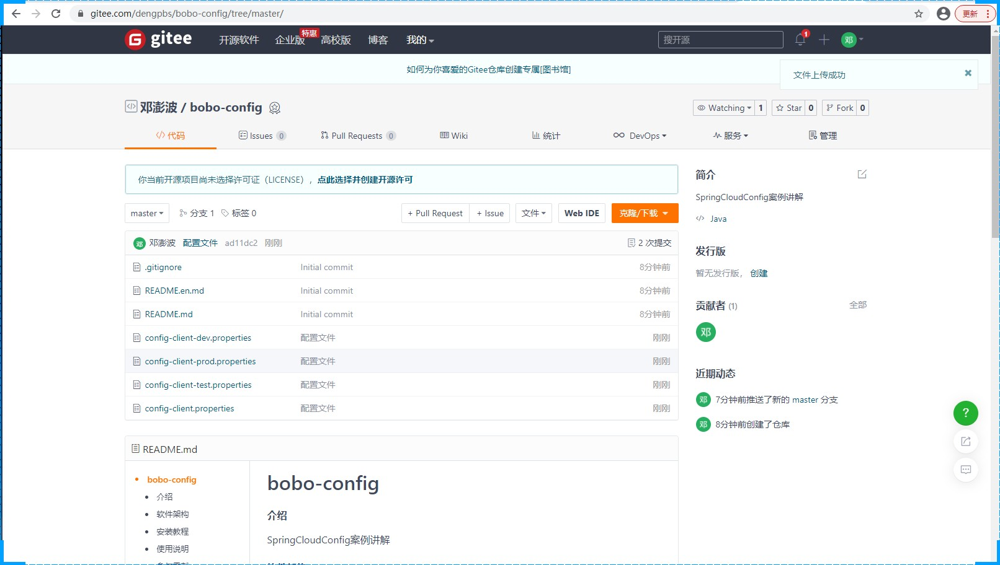 gitee.com/dengpbs/bobo-config/tree/master/
更新
gitee
开源软件
企业版
特惠
高校版
博客
我的
搜开源
1
邓
如何为你喜爱的Gitee仓库创建专属[图书馆]
文件上传成功
邓澎波 / bobo-config
Watching 1
Star 0
Fork 0
代码
Issues 0
Pull Requests 0
Wiki
统计
DevOps
服务
管理
你当前开源项目尚未选择许可证（LICENSE），点此选择并创建开源许可
简介
SpringCloudConfig案例讲解
Java
master
分支 1
标签 0
+ Pull Request
+ Issue
文件
Web IDE
克隆/下载
邓 邓澎波 配置文件 ad11dc2 刚刚
2 次提交
.gitignore Initial commit 8分钟前
README.en.md Initial commit 8分钟前
README.md Initial commit 8分钟前
config-client-dev.properties 配置文件 刚刚
config-client-prod.properties 配置文件 刚刚
config-client-test.properties 配置文件 刚刚
config-client.properties 配置文件 刚刚
发行版
暂无发行版，创建
贡献者 (1) 全部
邓
近期动态
邓 7分钟前推送了新的 master 分支
邓 8分钟前创建了仓库
?
README.md
bobo-config
介绍
软件架构
安装教程
使用说明
bobo-config
介绍
SpringCloudConfig案例讲解